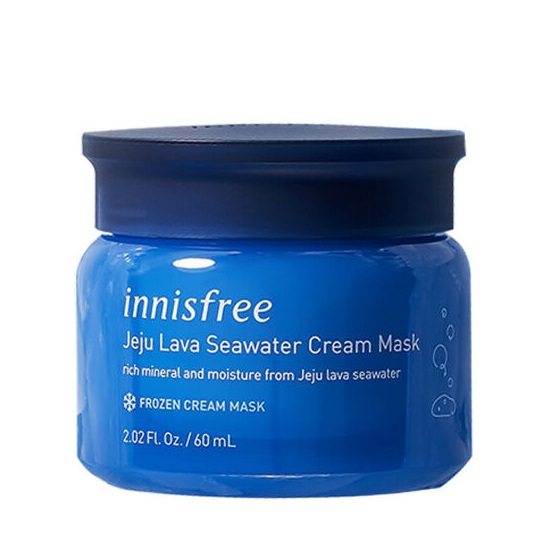 innisfree
Jeju Lava Seawater Cream Mask
rich mineral and moisture from Jeju lava seawater
FROZEN CREAM MASK
2.02 Fl. Oz. / 60 mL